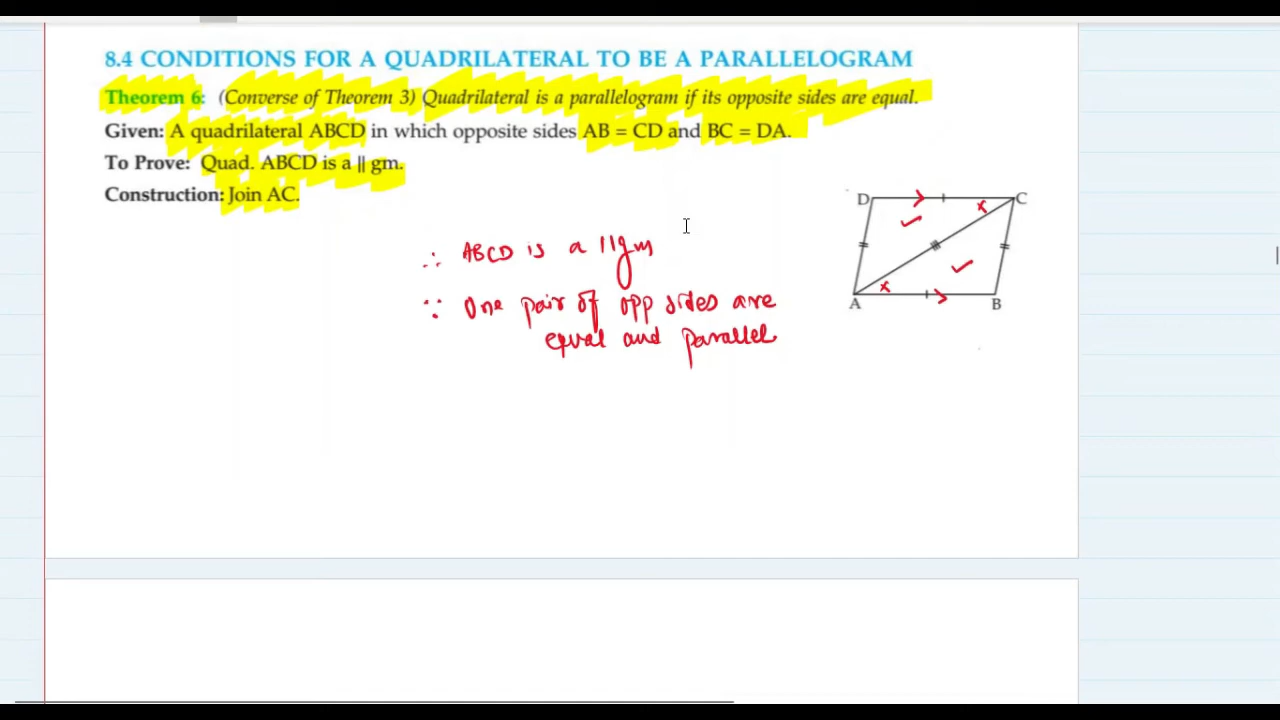 8.4 CONDITIONS FOR A QUADRILATERAL TO BE A PARALLELOGRAM
Theorem 6: (Converse of Theorem 3) Quadrilateral is a parallelogram if its opposite sides are equal.
Given: A quadrilateral ABCD in which opposite sides AB = CD and BC = DA.
To Prove: Quad. ABCD is a || gm.
Construction: Join AC.
D C
A B
∴ ABCD is a ||gm
∵ One pair of opp sides are
equal and parallel